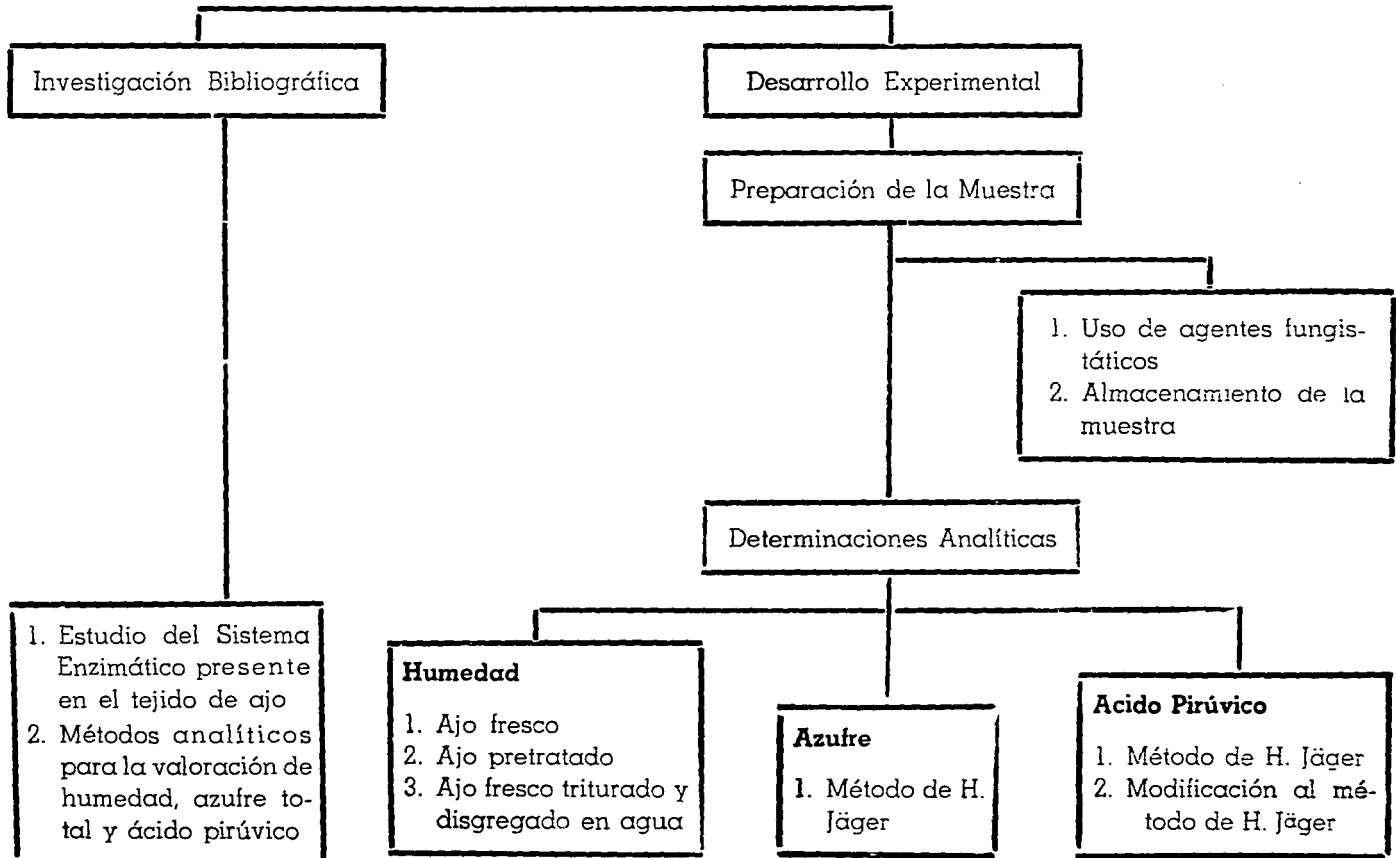 Investigación Bibliográfica
Desarrollo Experimental
Preparación de la Muestra
1. Uso de agentes fungis-
táticos
2. Almacenamiento de la
muestra
Determinaciones Analíticas
1. Estudio del Sistema
Enzimático presente
en el tejido de ajo
2. Métodos analíticos
para la valoración de
humedad, azufre to-
tal y ácido pirúvico
Humedad
1. Ajo fresco
2. Ajo pretratado
3. Ajo fresco triturado y
disgregado en agua
Azufre
1. Método de H.
Jäger
Acido Pirúvico
1. Método de H. Jäger
2. Modificación al mé-
todo de H. Jäger